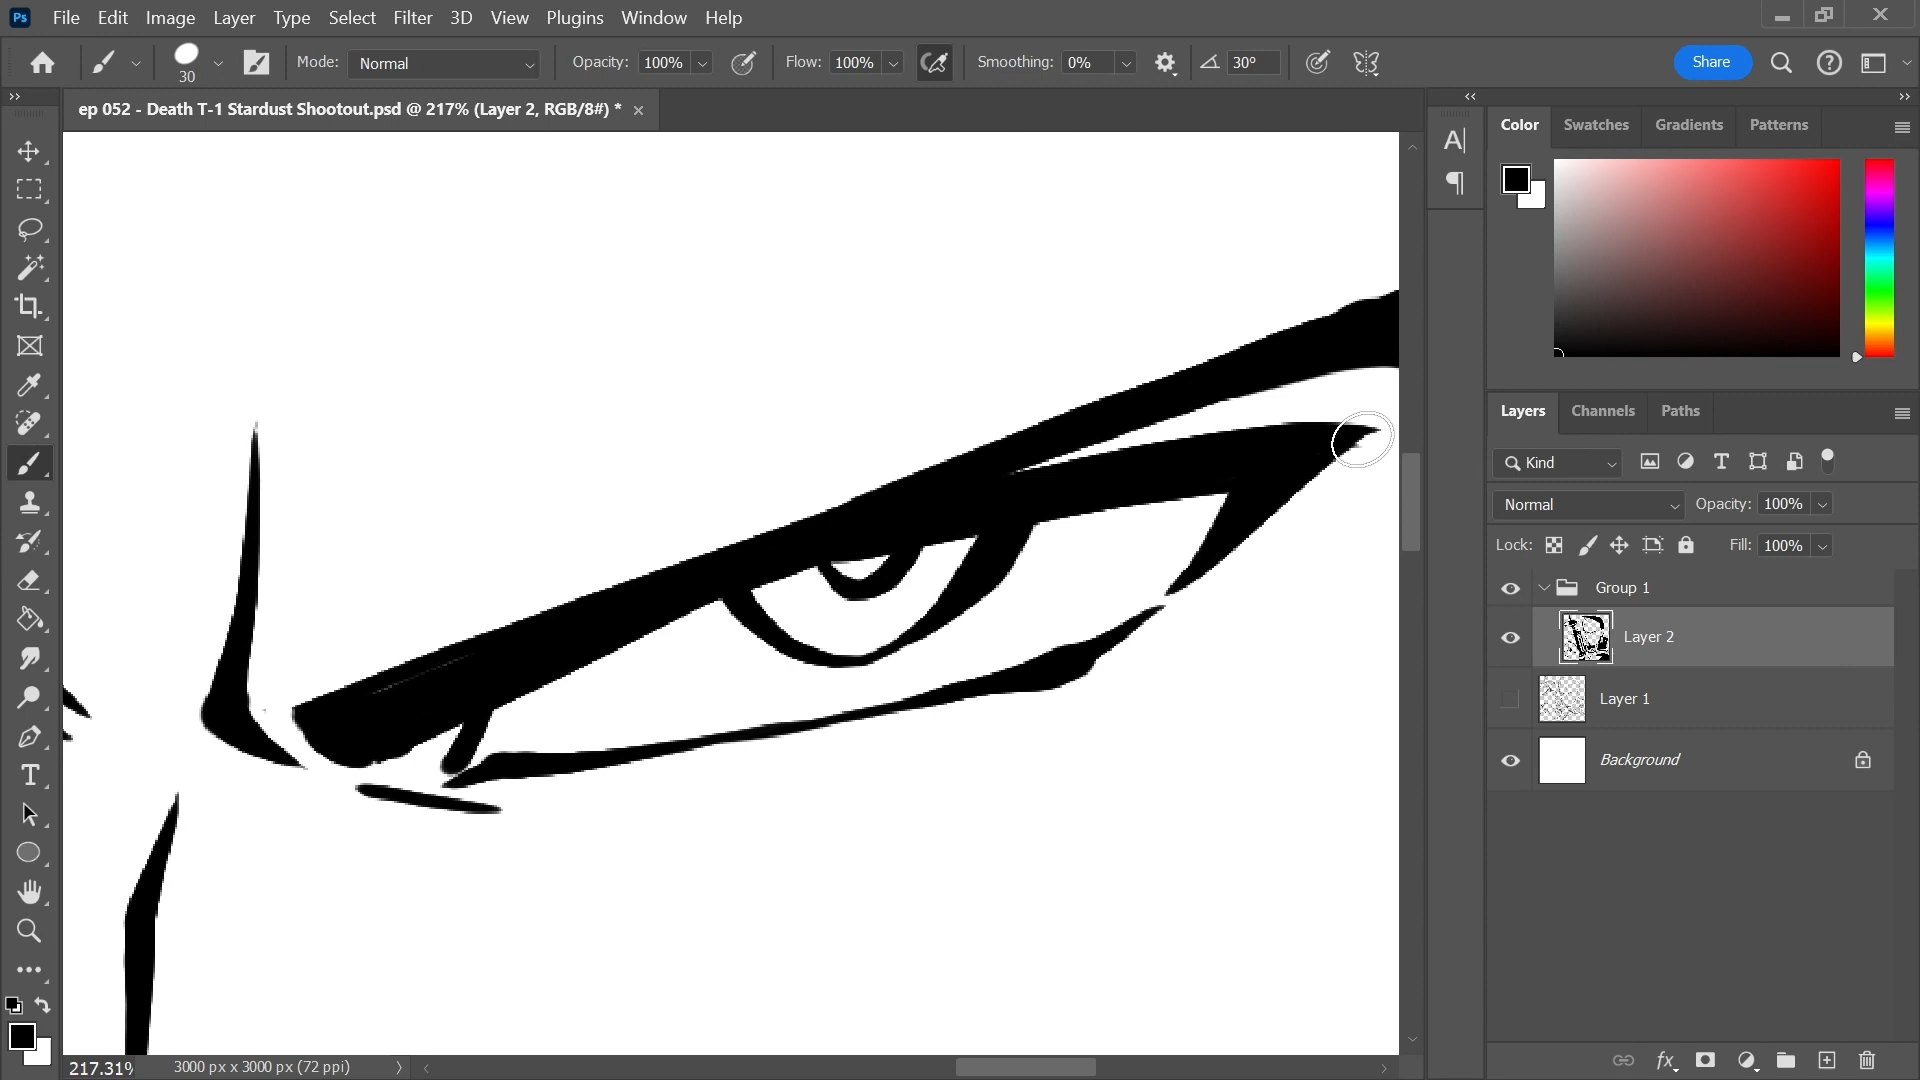 Ps File Edit Image Layer Type Select Filter 3D View Plugins Window Help
30 Mode: Normal Opacity: 100% Flow: 100% Smoothing: 0% 30° Share
ep 052 - Death T-1 Stardust Shootout.psd @ 217% (Layer 2, RGB/8#) *
Color Swatches Gradients Patterns
Layers Channels Paths
Kind
Normal Opacity: 100%
Lock: Fill: 100%
Group 1
Layer 2
Layer 1
Background
217.31%
3000 px x 3000 px (72 ppi)